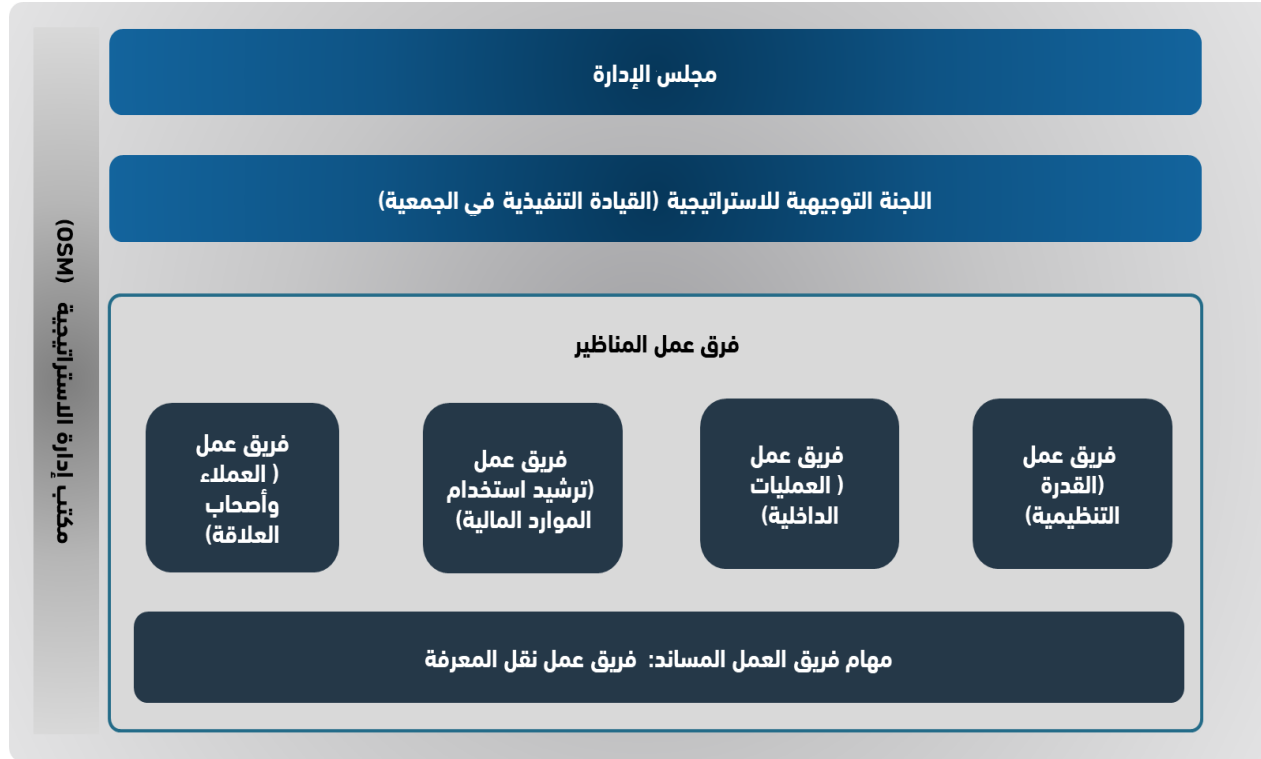 مجلس الإدارة
اللجنة التوجيهية للاستراتيجية (القيادة التنفيذية في الجمعية)
مكتب إدارة الاستراتيجية (OSM)
فرق عمل المناظير
فريق عمل
(القدرة
التنظيمية)
فريق عمل
( العمليات
الداخلية)
فريق عمل
(ترشيد استخدام
الموارد المالية)
فريق عمل
( العملاء
وأصحاب
العلاقة)
مهام فريق العمل المساند: فريق عمل نقل المعرفة